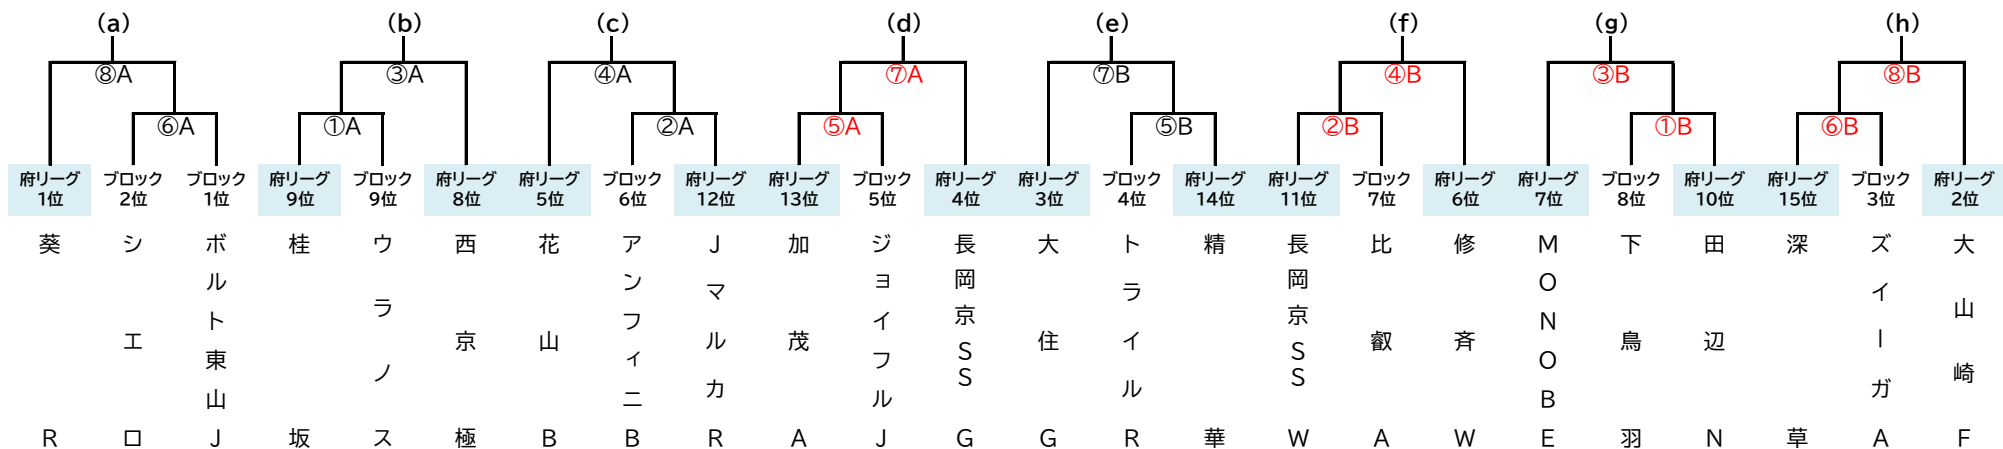 (a) (b) (c) (d) (e) (f) (g) (h)
⑧A ③A ④A ⑦A ⑦B ④B ③B ⑧B
⑥A ①A ②A ⑤A ⑤B ②B ①B ⑥B
府リーグ ブロック ブロック 府リーグ ブロック 府リーグ 府リーグ ブロック 府リーグ 府リーグ ブロック 府リーグ 府リーグ ブロック 府リーグ 府リーグ ブロック 府リーグ 府リーグ ブロック 府リーグ 府リーグ ブロック 府リーグ
1位 2位 1位 9位 9位 8位 5位 6位 12位 13位 5位 4位 3位 4位 14位 11位 7位 6位 7位 8位 10位 15位 3位 2位
葵R
シエロ
ボルト東山J
桂坂
ウラノス
西京極
花山B
アンフィニB
JマルカR
加茂A
ジョイフルJ
長岡京SSG
大住G
トライルR
精華
長岡京SSW
比叡A
修斉W
MONOBE
下鳥羽
田辺N
深草
ズイーガA
大山崎F